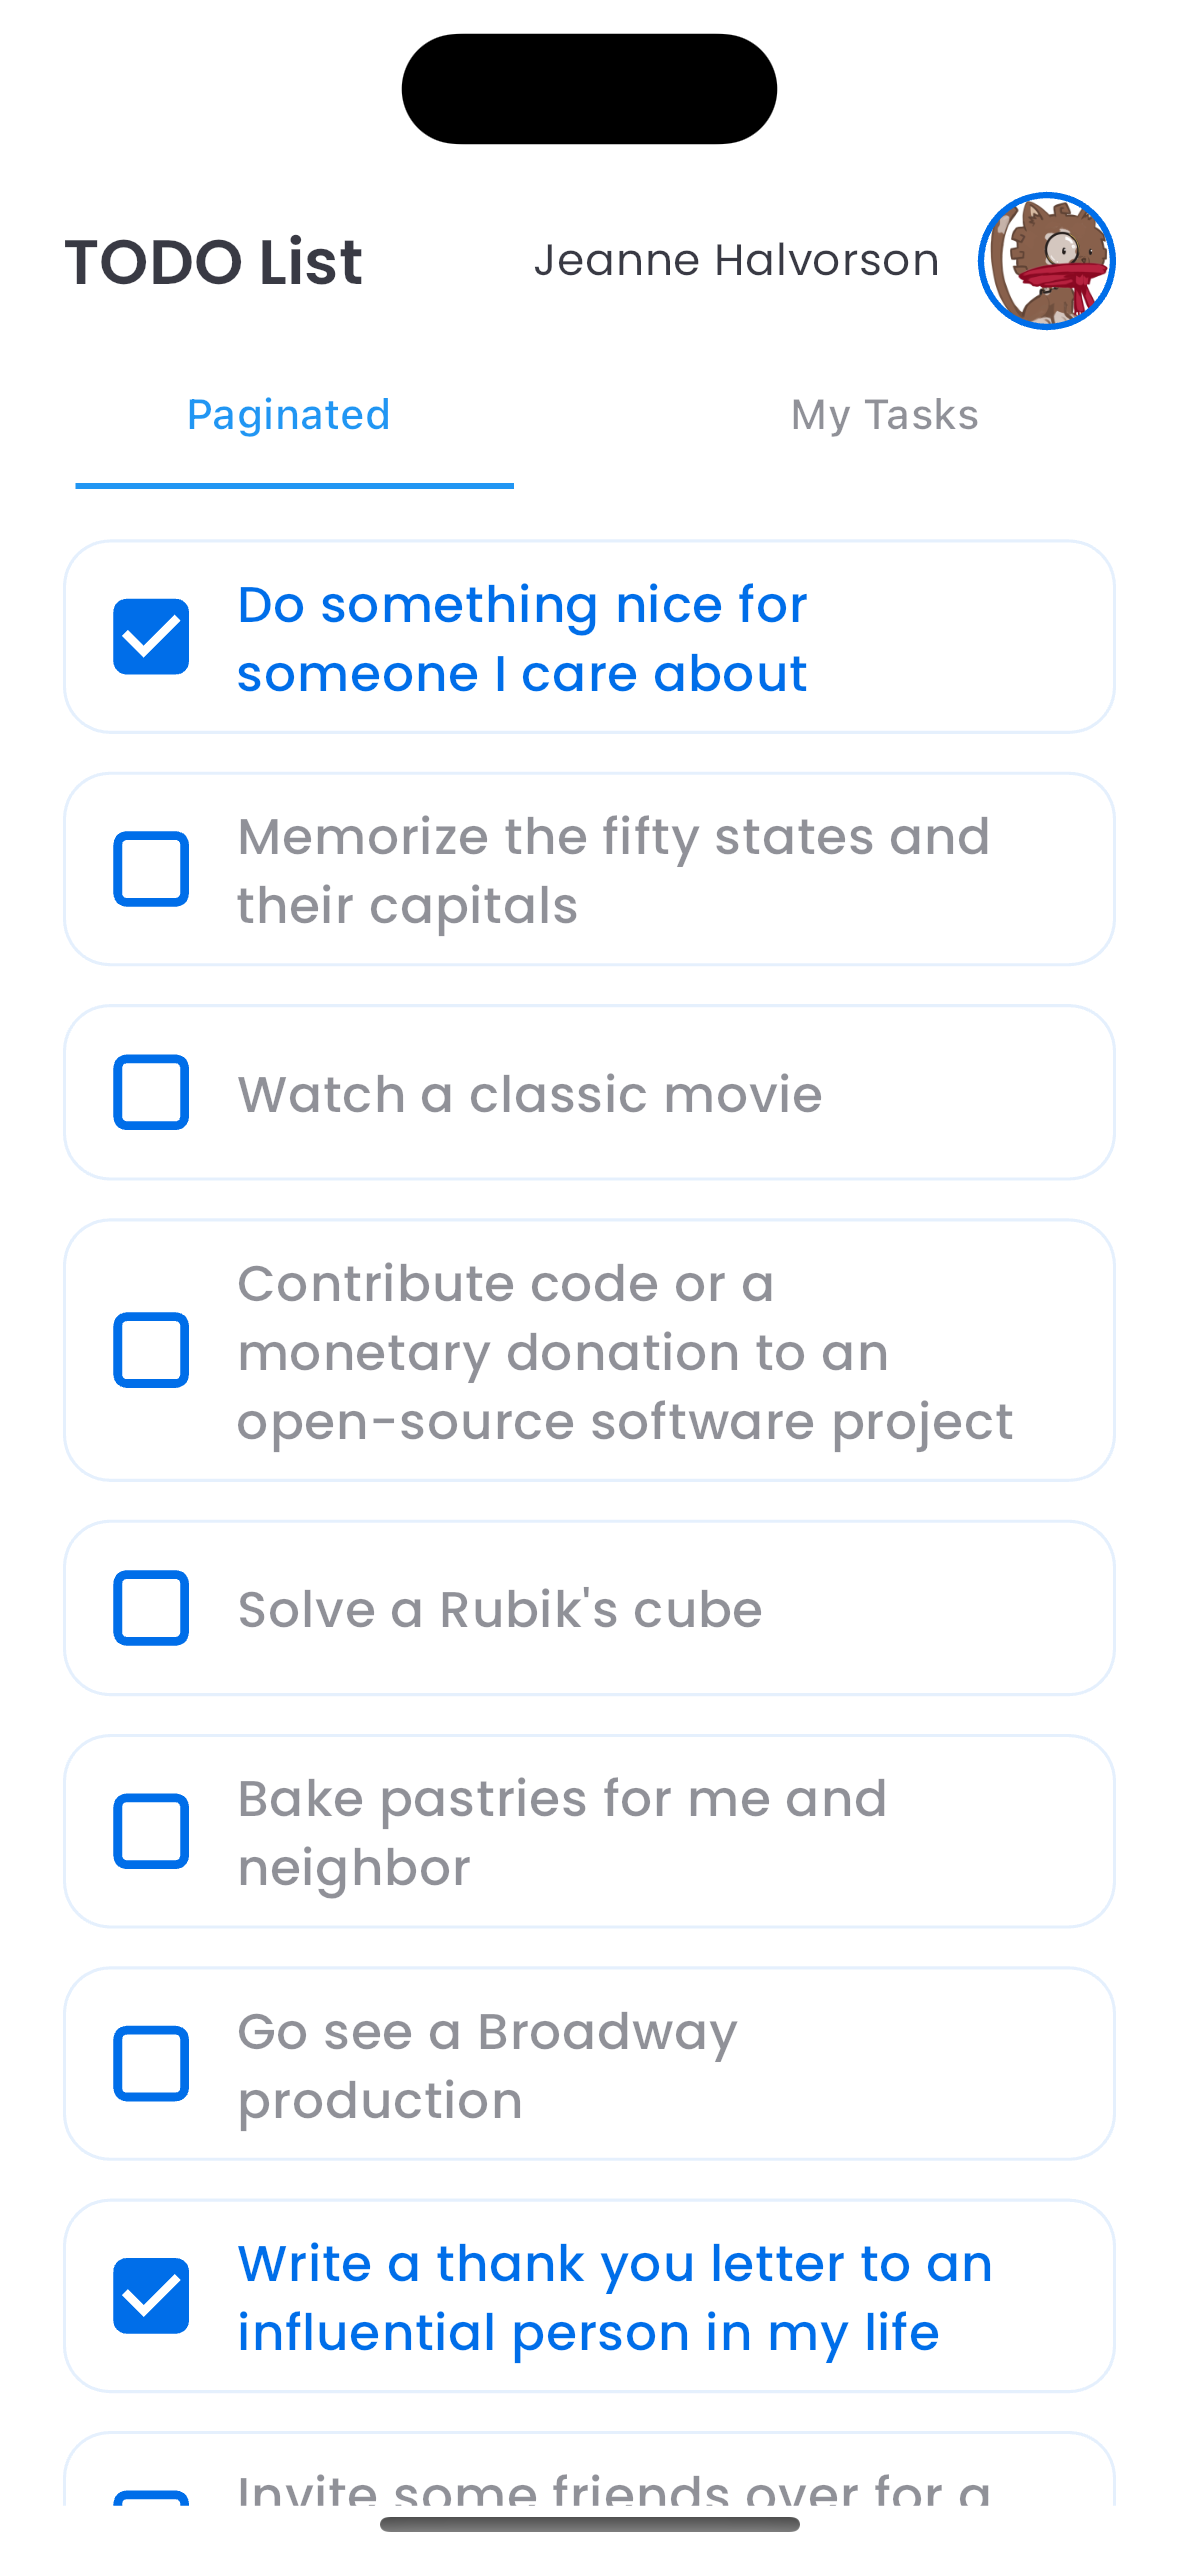 TODO List
Jeanne Halvorson
Paginated
My Tasks
Do something nice for
someone I care about
Memorize the fifty states and
their capitals
Watch a classic movie
Contribute code or a
monetary donation to an
open-source software project
Solve a Rubik's cube
Bake pastries for me and
neighbor
Go see a Broadway
production
Write a thank you letter to an
influential person in my life
Invite some friends over for a